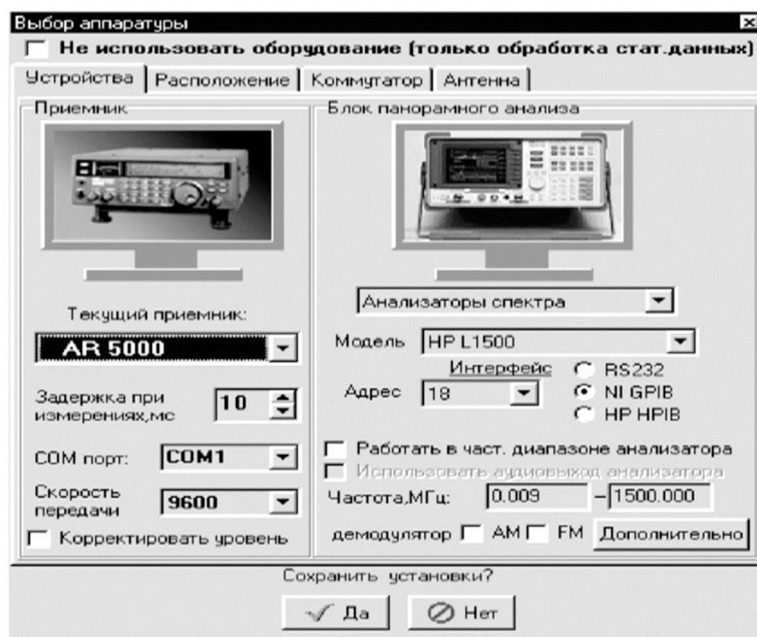 Выбор аппаратуры
Не использовать оборудование (только обработка стат.данных)
Устройства Расположение Коммутатор Антенна
Приемник
Текущий приемник:
AR 5000
Задержка при
измерениях,мс
10
COM порт: COM1
Скорость
передачи
9600
Корректировать уровень
Блок панорамного анализа
Анализаторы спектра
Модель HP L1500
Интерфейс
Адрес 18
RS232
NI GPIB
HP HPIB
Работать в част. диапазоне анализатора
Использовать аудиовыход анализатора
Частота,МГц: 0.009 – 1500.000
демодулятор AM FM Дополнительно
Сохранить установки?
Да Нет